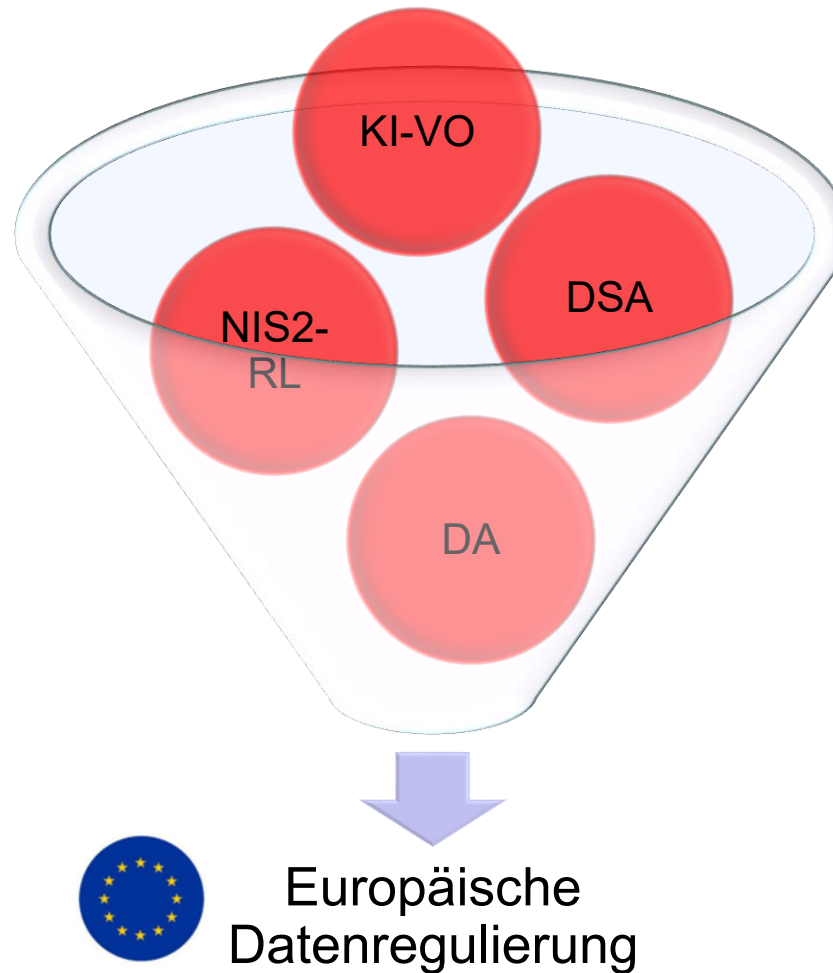 KI-VO
DSA
NIS2-
RL
DA
Europäische
Datenregulierung